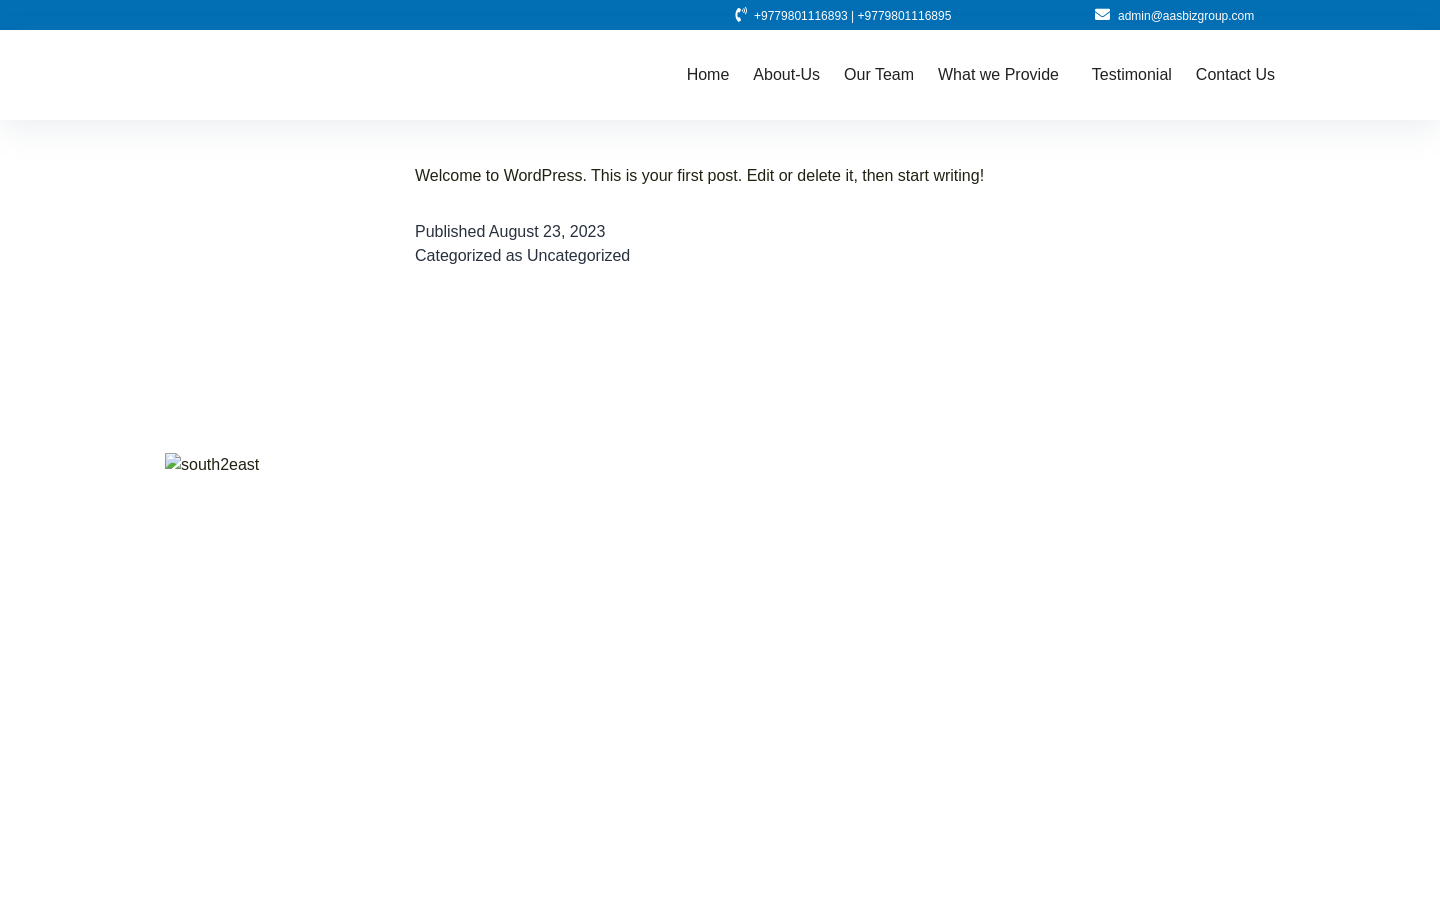 +9779801116893 | +9779801116895
admin@aasbizgroup.com
Home About-Us Our Team What we Provide Testimonial Contact Us
Welcome to WordPress. This is your first post. Edit or delete it, then start writing!
Published August 23, 2023
Categorized as Uncategorized
south2east